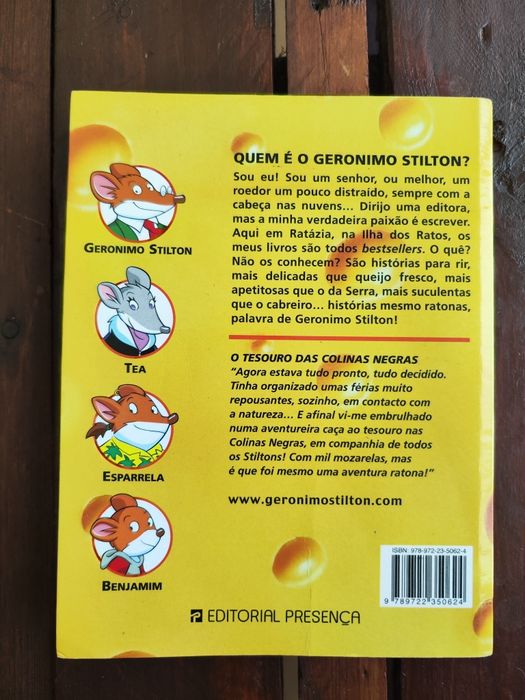 QUEM É O GERONIMO STILTON?
Sou eu! Sou um senhor, ou melhor, um
roedor um pouco distraído, sempre com a
cabeça nas nuvens... Dirijo uma editora,
mas a minha verdadeira paixão é escrever.
Aqui em Ratázia, na Ilha dos Ratos, os
meus livros são todos bestsellers. O quê?
Não os conhecem? São histórias para rir,
mais delicadas que queijo fresco, mais
apetitosas que o da Serra, mais suculentas
que o cabreiro... histórias mesmo ratonas,
palavra de Geronimo Stilton!
GERONIMO STILTON
TEA
ESPARRELA
BENJAMIM
O TESOURO DAS COLINAS NEGRAS
"Agora estava tudo pronto, tudo decidido.
Tinha organizado umas férias muito
repousantes, sozinho, em contacto com
a natureza... E afinal vi-me embrulhado
numa aventureira caça ao tesouro nas
Colinas Negras, em companhia de todos
os Stiltons! Com mil mozarelas, mas
é que foi mesmo uma aventura ratona!"
www.geronimostilton.com
ISBN: 978-972-23-5062-4
9 789722 350624
EDITORIAL PRESENÇA